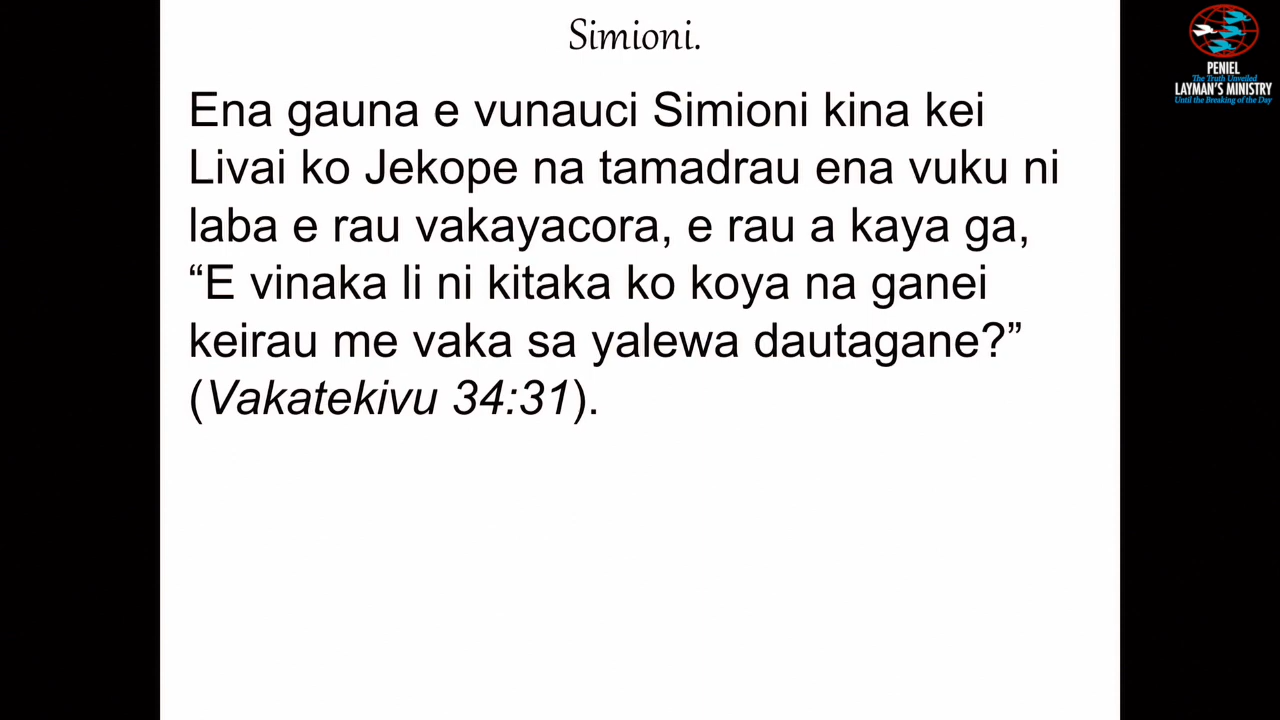 Simioni.
Ena gauna e vunauci Simioni kina kei
Livai ko Jekope na tamadrau ena vuku ni
laba e rau vakayacora, e rau a kaya ga,
“E vinaka li ni kitaka ko koya na ganei
keirau me vaka sa yalewa dautagane?”
(Vakatekivu 34:31).
PENIEL
The Truth Unveiled
LAYMAN'S MINISTRY
Until the Breaking of the Day